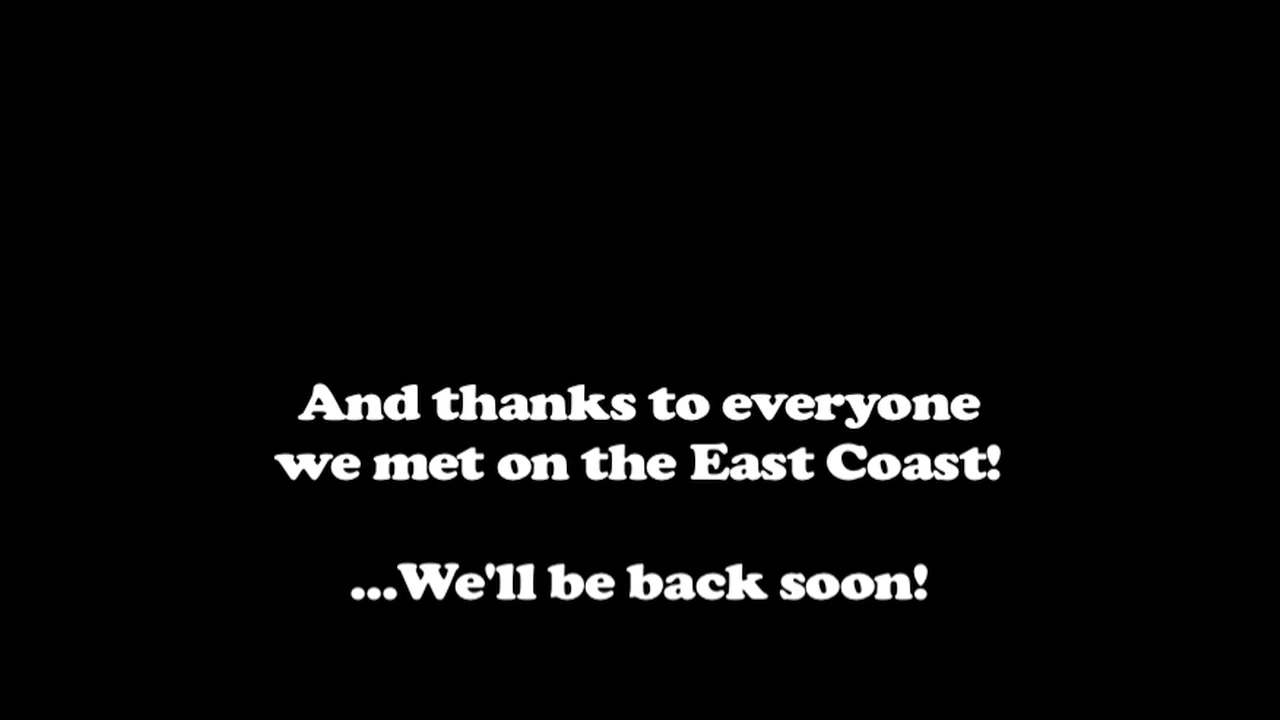 And thanks to everyone
we met on the East Coast!
...We'll be back soon!